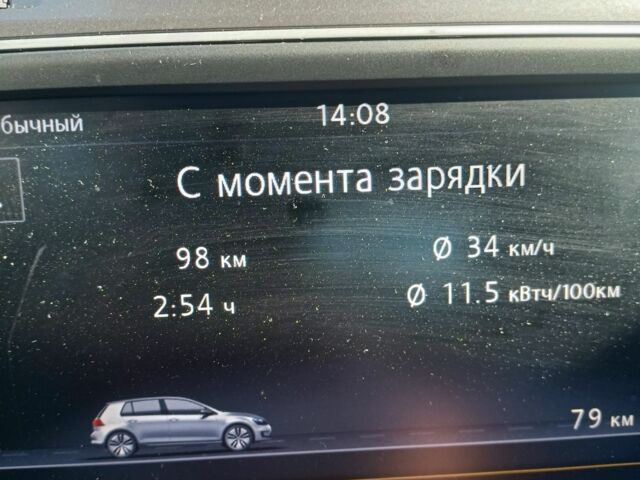 бычный
14:08
С момента зарядки
98 км
Ø 34 км/ч
2:54 ч
Ø 11.5 кВтч/100км
79 км